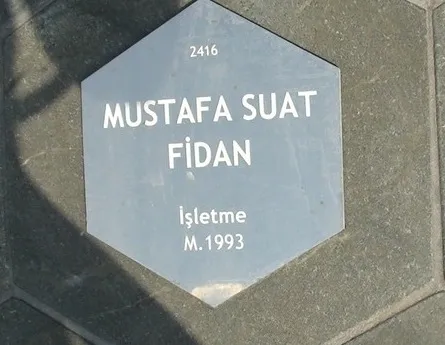 2416
MUSTAFA SUAT
FİDAN
İşletme
M.1993